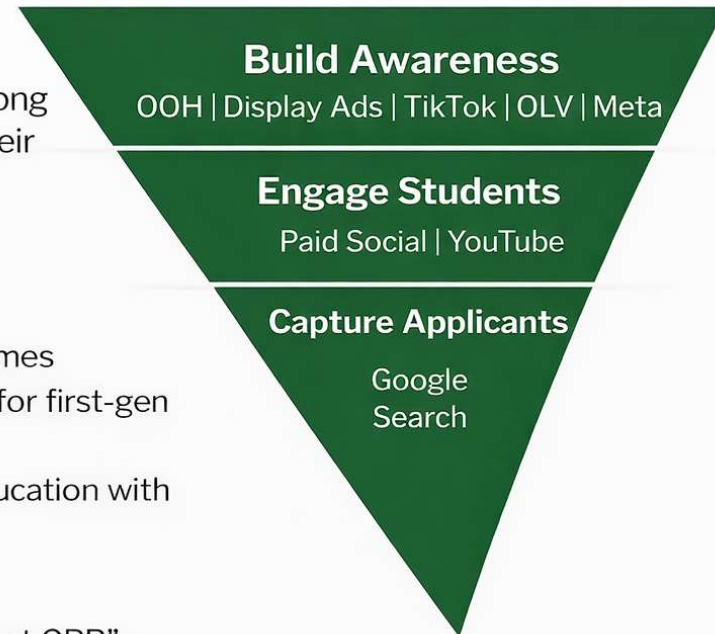 Build Awareness
OOH | Display Ads | TikTok | OLV | Meta
Engage Students
Paid Social | YouTube
Capture Applicants
Google
Search
ong
eir
mes
for first-gen
ucation with